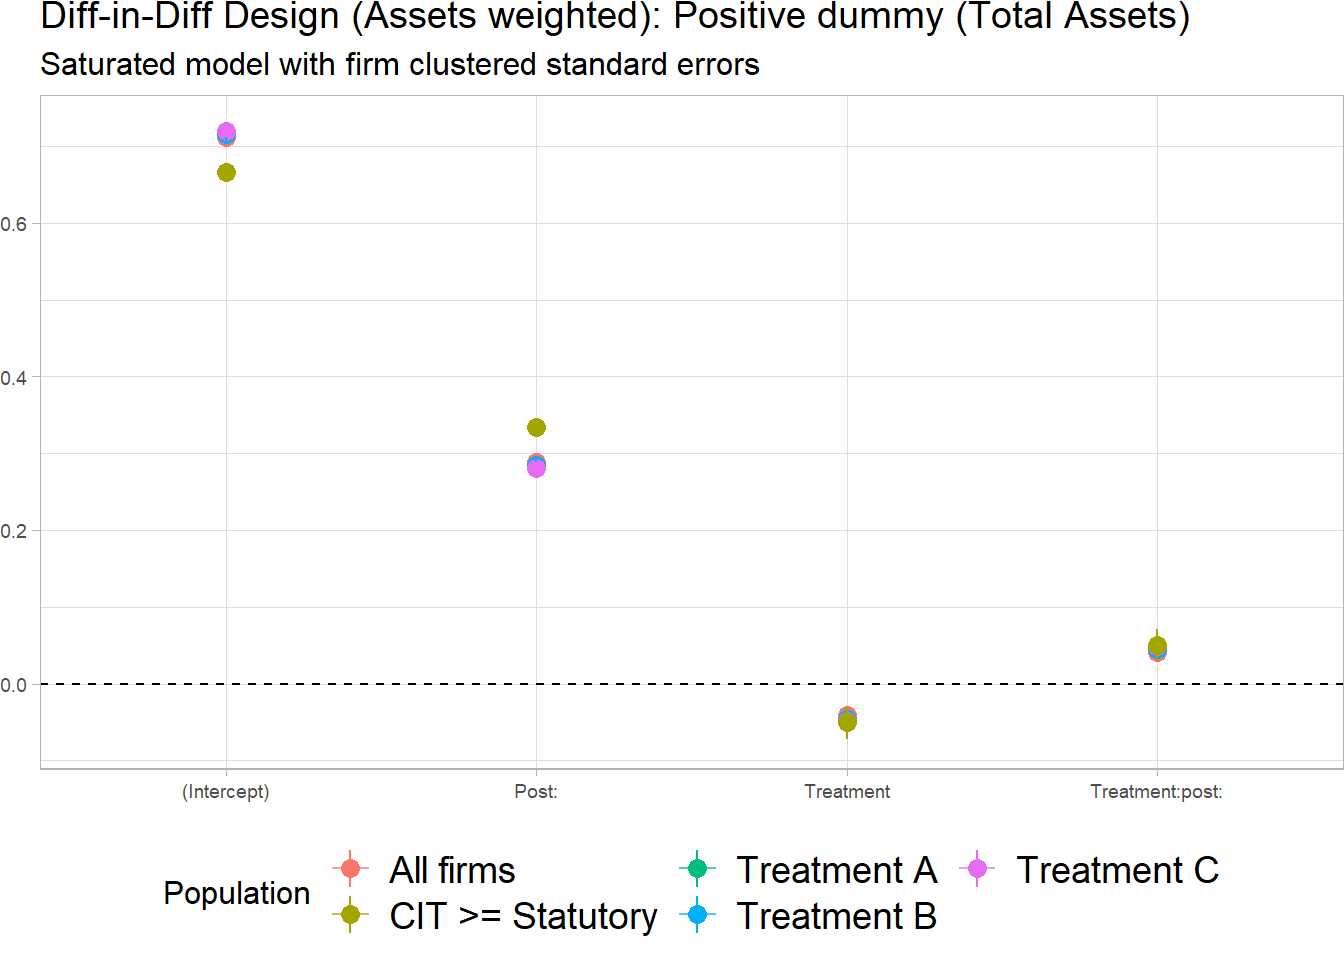 Diff-in-Diff Design (Assets weighted): Positive dummy (Total Assets)
Saturated model with firm clustered standard errors
0.6
0.4
0.2
0.0
(Intercept) Post: Treatment Treatment:post:
Population
All firms Treatment A Treatment C
CIT >= Statutory Treatment B